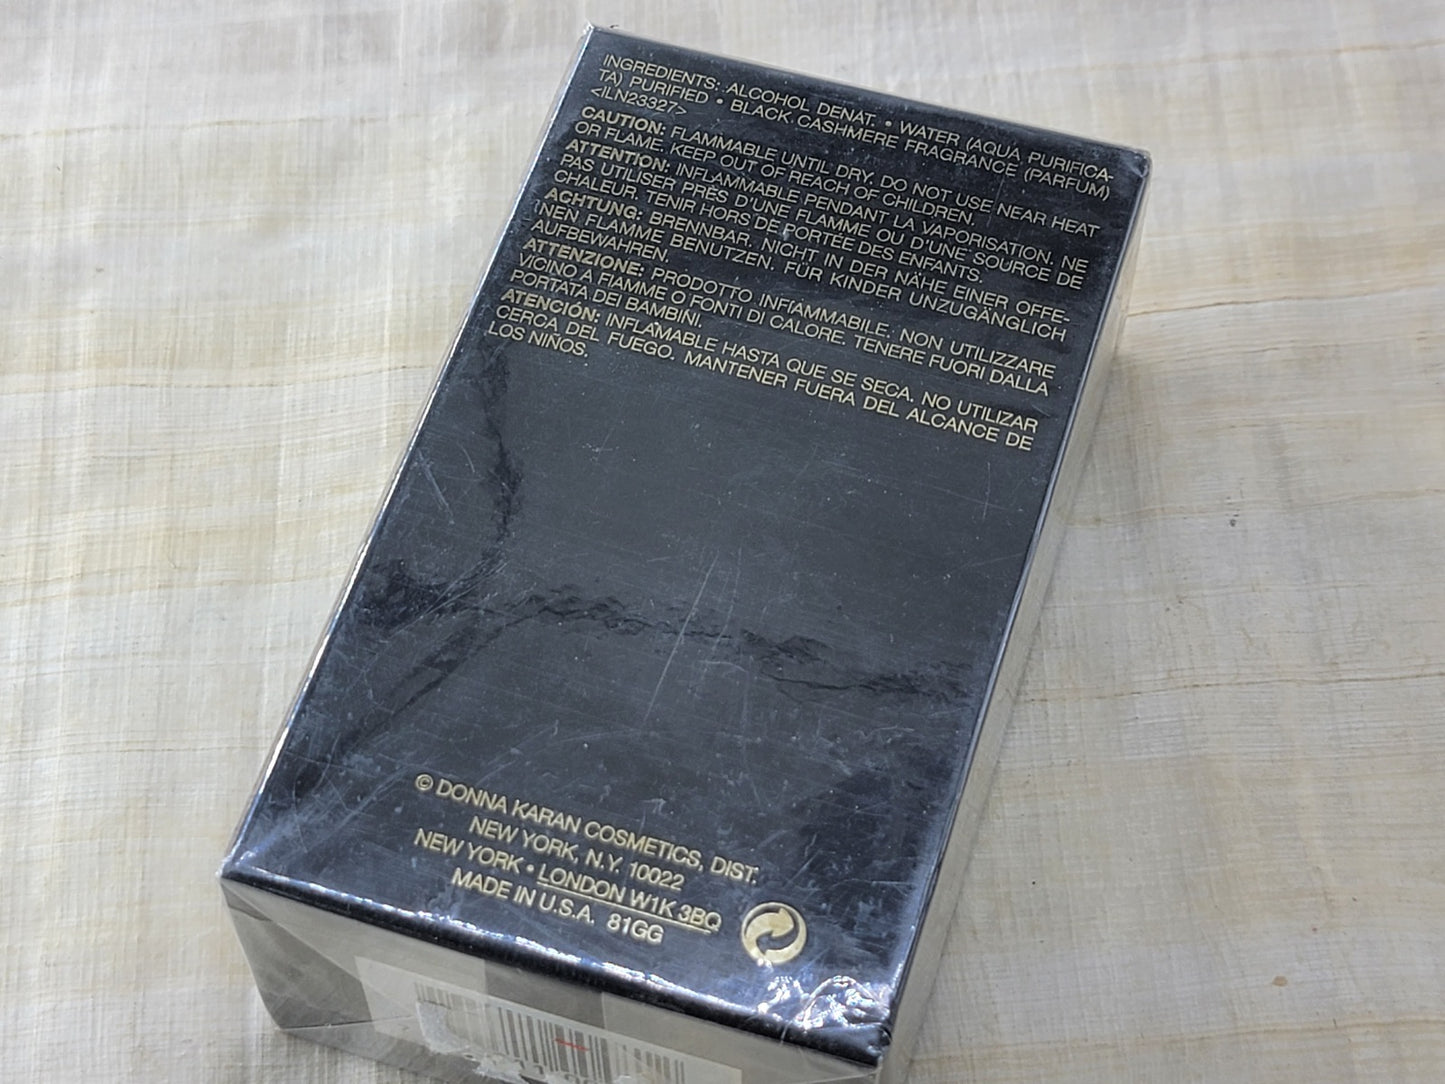 INGREDIENTS: ALCOHOL DENAT. • WATER (AQUA PURIFICA-
TA) PURIFIED • BLACK CASHMERE FRAGRANCE (PARFUM)
<ILN23327>
CAUTION: FLAMMABLE UNTIL DRY. DO NOT USE NEAR HEAT
OR FLAME. KEEP OUT OF REACH OF CHILDREN.
ATTENTION: INFLAMMABLE PENDANT LA VAPORISATION. NE
PAS UTILISER PRÈS D'UNE FLAMME OU D'UNE SOURCE DE
CHALEUR. TENIR HORS DE PORTÉE DES ENFANTS.
ACHTUNG: BRENNBAR. NICHT IN DER NÄHE EINER OFFE-
NEN FLAMME BENUTZEN. FÜR KINDER UNZUGÄNGLICH
AUFBEWAHREN.
ATTENZIONE: PRODOTTO INFIAMMABILE. NON UTILIZZARE
VICINO A FIAMME O FONTI DI CALORE. TENERE FUORI DALLA
PORTATA DEI BAMBINI.
ATENCIÓN: INFLAMABLE HASTA QUE SE SECA. NO UTILIZAR
CERCA DEL FUEGO. MANTENER FUERA DEL ALCANCE DE
LOS NIÑOS.
© DONNA KARAN COSMETICS, DIST.
NEW YORK, N.Y. 10022
NEW YORK • LONDON W1K 3BQ
MADE IN U.S.A. 81GG